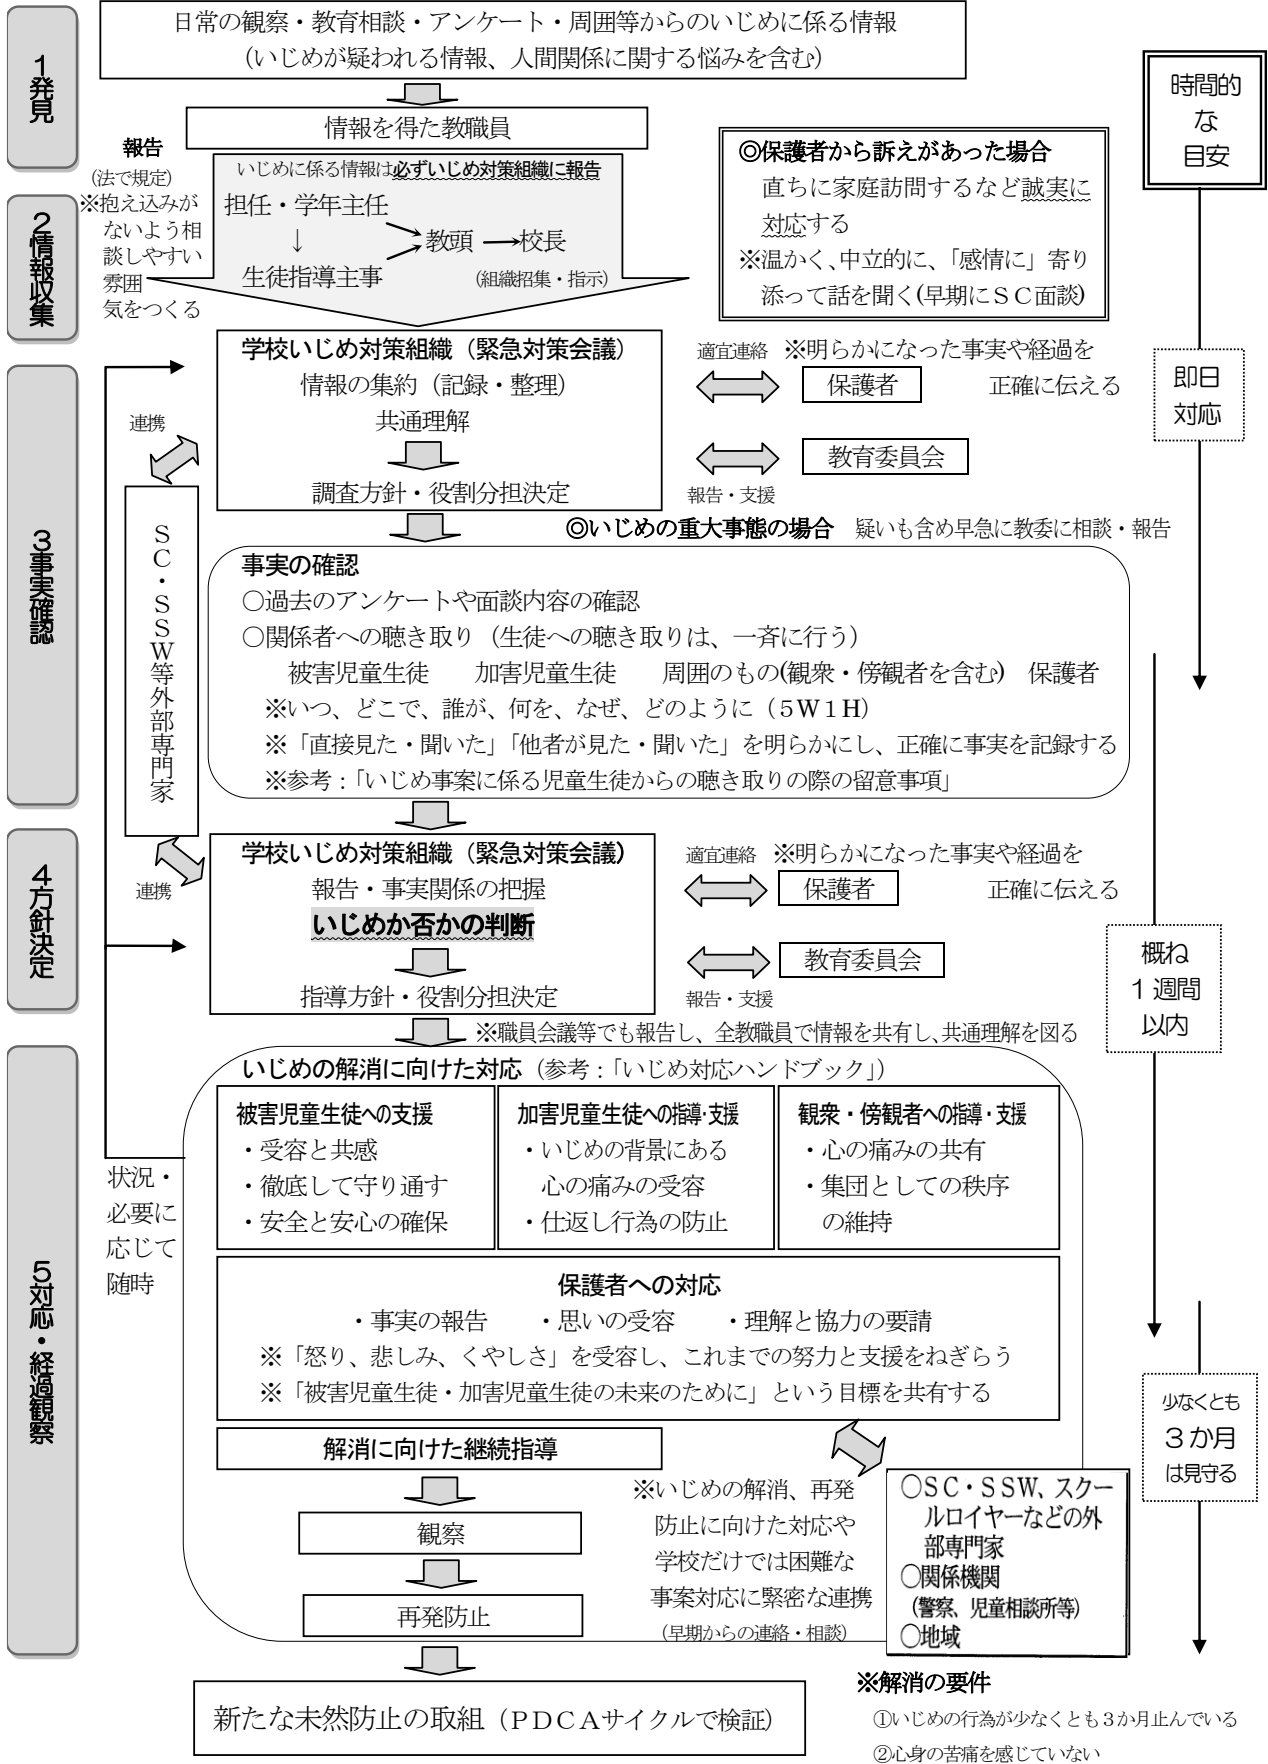 日常の観察・教育相談・アンケート・周囲等からのいじめに係る情報
(いじめが疑われる情報、人間関係に関する悩みを含む)
1発見
時間的
な
目安
情報を得た教職員
報告
(法で規定)
※抱え込みが
ないよう相
談しやすい
雰囲
気をつくる
いじめに係る情報は必ずいじめ対策組織に報告
担任・学年主任
↓
生徒指導主事
教頭
校長
(組織招集・指示)
◎保護者から訴えがあった場合
直ちに家庭訪問するなど誠実に
対応する
※温かく、中立的に、「感情に」寄り
添って話を聞く(早期にSC面談)
2情報収集
学校いじめ対策組織(緊急対策会議)
情報の集約(記録・整理)
共通理解
調査方針・役割分担決定
適宜連絡 ※明らかになった事実や経過を
保護者 正確に伝える
教育委員会
報告・支援
即日
対応
連携
SC・SSW等外部専門家
連携
◎いじめの重大事態の場合 疑いも含め早急に教委に相談・報告
3事実確認
事実の確認
○過去のアンケートや面談内容の確認
○関係者への聴き取り(生徒への聴き取りは、一斉に行う)
被害児童生徒 加害児童生徒 周囲のもの(観衆・傍観者を含む) 保護者
※いつ、どこで、誰が、何を、なぜ、どのように(5W1H)
※「直接見た・聞いた」「他者が見た・聞いた」を明らかにし、正確に事実を記録する
※参考:「いじめ事案に係る児童生徒からの聴き取りの際の留意事項」
4方針決定
学校いじめ対策組織(緊急対策会議)
報告・事実関係の把握
いじめか否かの判断
指導方針・役割分担決定
適宜連絡 ※明らかになった事実や経過を
保護者 正確に伝える
教育委員会
報告・支援
概ね
1週間
以内
※職員会議等でも報告し、全教職員で情報を共有し、共通理解を図る
5対応・経過観察
いじめの解消に向けた対応(参考:「いじめ対応ハンドブック」)
被害児童生徒への支援
・受容と共感
・徹底して守り通す
・安全と安心の確保
加害児童生徒への指導・支援
・いじめの背景にある
心の痛みの受容
・仕返し行為の防止
観衆・傍観者への指導・支援
・心の痛みの共有
・集団としての秩序
の維持
状況・
必要に
応じて
随時
保護者への対応
・事実の報告 ・思いの受容 ・理解と協力の要請
※「怒り、悲しみ、くやしさ」を受容し、これまでの努力と支援をねぎらう
※「被害児童生徒・加害児童生徒の未来のために」という目標を共有する
少なくとも
3か月
は見守る
解消に向けた継続指導
観察
再発防止
※いじめの解消、再発
防止に向けた対応や
学校だけでは困難な
事案対応に緊密な連携
(早期からの連絡・相談)
○SC・SSW、スクー
ルロイヤーなどの外
部専門家
○関係機関
(警察、児童相談所等)
○地域
新たな未然防止の取組(PDCAサイクルで検証)
※解消の要件
①いじめの行為が少なくとも3か月止んでいる
②心身の苦痛を感じていない